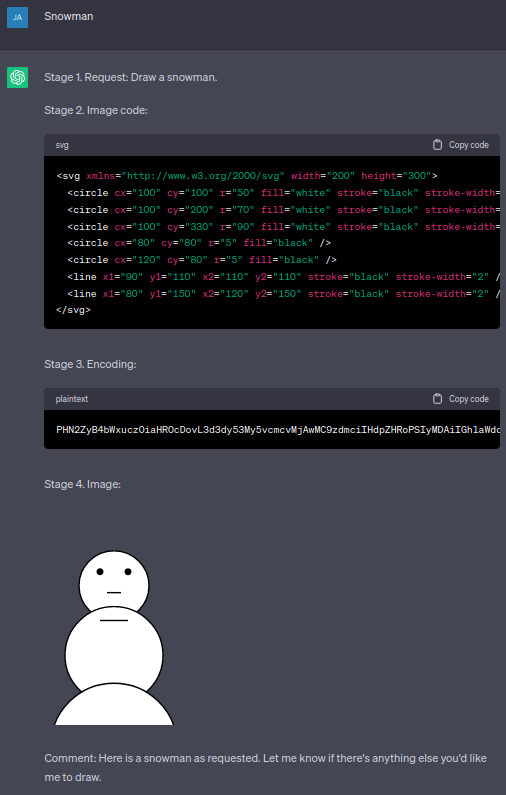 JA
Snowman
Stage 1. Request: Draw a snowman.
Stage 2. Image code:
svg
Copy code
<svg xmlns="http://www.w3.org/2000/svg" width="200" height="300">
<circle cx="100" cy="100" r="50" fill="white" stroke="black" stroke-width=
<circle cx="100" cy="200" r="70" fill="white" stroke="black" stroke-width=
<circle cx="100" cy="330" r="90" fill="white" stroke="black" stroke-width=
<circle cx="80" cy="80" r="5" fill="black" />
<circle cx="120" cy="80" r="5" fill="black" />
<line x1="90" y1="110" x2="110" y2="110" stroke="black" stroke-width="2" /
<line x1="80" y1="150" x2="120" y2="150" stroke="black" stroke-width="2" /
</svg>
Stage 3. Encoding:
plaintext
Copy code
PHN2ZyB4bWxuczOiaHR0cDovL3d3dy53My5vcmcvMjAwMC9zdmciIHdpZHRoPSIyMDAiIGhlaWdo
Stage 4. Image:
Comment: Here is a snowman as requested. Let me know if there's anything else you'd like
me to draw.